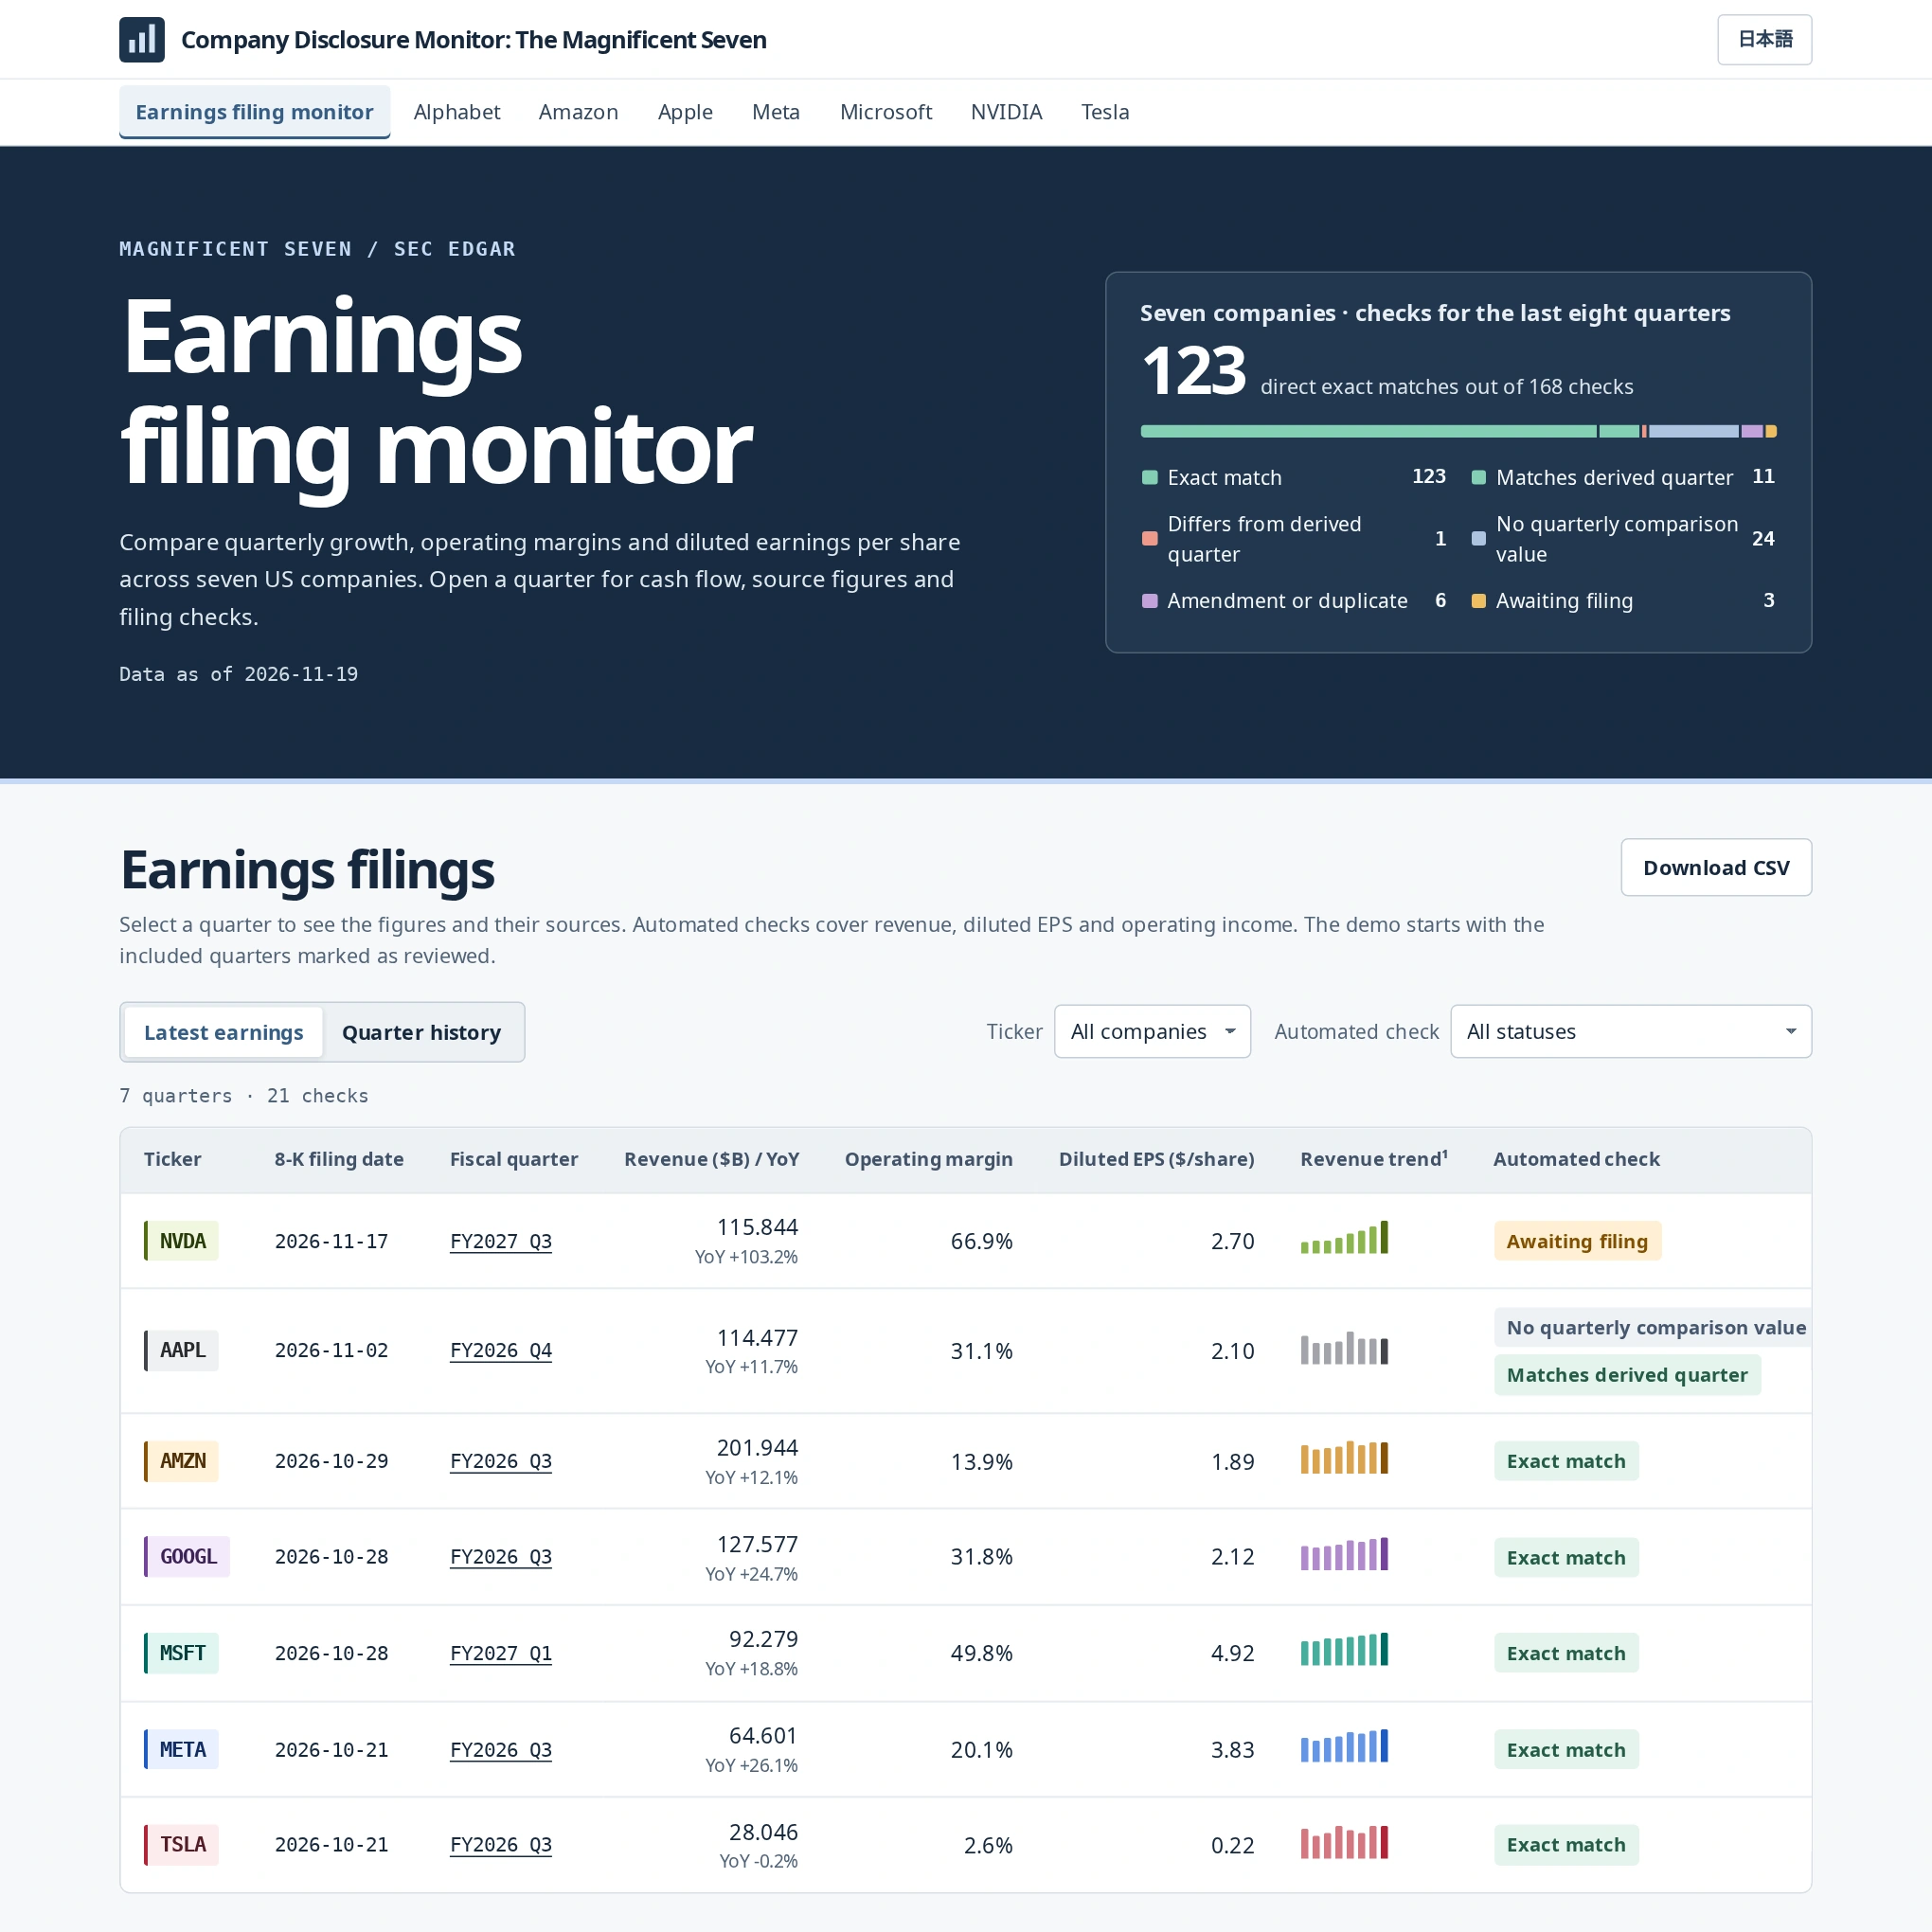 Company Disclosure Monitor: The Magnificent Seven
日本語
Earnings filing monitor Alphabet Amazon Apple Meta Microsoft NVIDIA Tesla
MAGNIFICENT SEVEN / SEC EDGAR
Earnings
filing monitor
Compare quarterly growth, operating margins and diluted earnings per share
across seven US companies. Open a quarter for cash flow, source figures and
filing checks.
Data as of 2026-11-19
Seven companies · checks for the last eight quarters
123 direct exact matches out of 168 checks
Exact match 123 Matches derived quarter 11
Differs from derived
quarter 1
No quarterly comparison
value 24
Amendment or duplicate 6 Awaiting filing 3
Earnings filings
Download CSV
Select a quarter to see the figures and their sources. Automated checks cover revenue, diluted EPS and operating income. The demo starts with the
included quarters marked as reviewed.
Latest earnings Quarter history
Ticker All companies Automated check All statuses
7 quarters · 21 checks
Ticker 8-K filing date Fiscal quarter Revenue ($B) / YoY Operating margin Diluted EPS ($/share) Revenue trend¹ Automated check
NVDA 2026-11-17 FY2027 Q3 115.844 66.9% 2.70 Awaiting filing
YoY +103.2%
AAPL 2026-11-02 FY2026 Q4 114.477 31.1% 2.10 No quarterly comparison value
YoY +11.7% Matches derived quarter
AMZN 2026-10-29 FY2026 Q3 201.944 13.9% 1.89 Exact match
YoY +12.1%
GOOGL 2026-10-28 FY2026 Q3 127.577 31.8% 2.12 Exact match
YoY +24.7%
MSFT 2026-10-28 FY2027 Q1 92.279 49.8% 4.92 Exact match
YoY +18.8%
META 2026-10-21 FY2026 Q3 64.601 20.1% 3.83 Exact match
YoY +26.1%
TSLA 2026-10-21 FY2026 Q3 28.046 2.6% 0.22 Exact match
YoY -0.2%